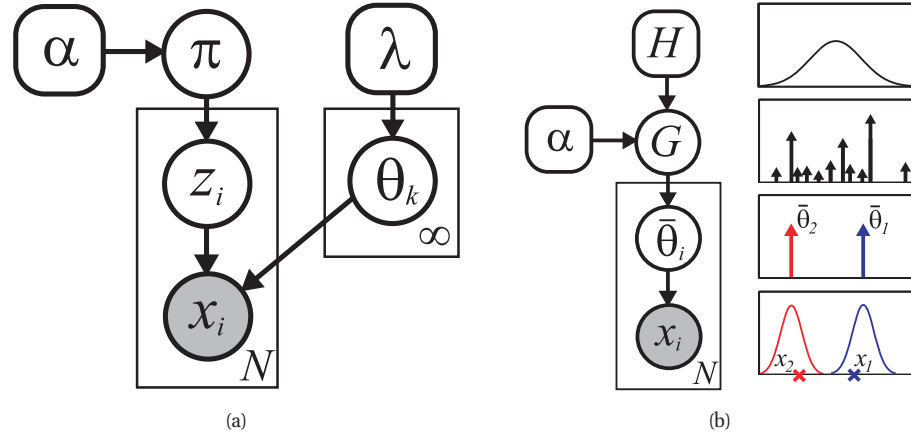 α π λ
z_i θ_k
∞
x_i
N
(a)
H
α G
θ̄_i
x_i
N
θ̄_2 θ̄_1
x_2 x_1
(b)